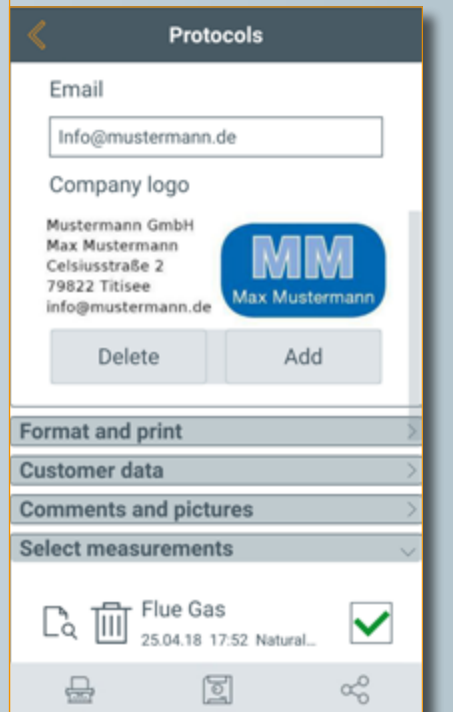 Protocols
Email
Info@mustermann.de
Company logo
Mustermann GmbH
Max Mustermann
Celsiusstraße 2
79822 Titisee
info@mustermann.de
MM
Max Mustermann
Delete Add
Format and print
Customer data
Comments and pictures
Select measurements
Flue Gas
25.04.18 17:52 Natural...